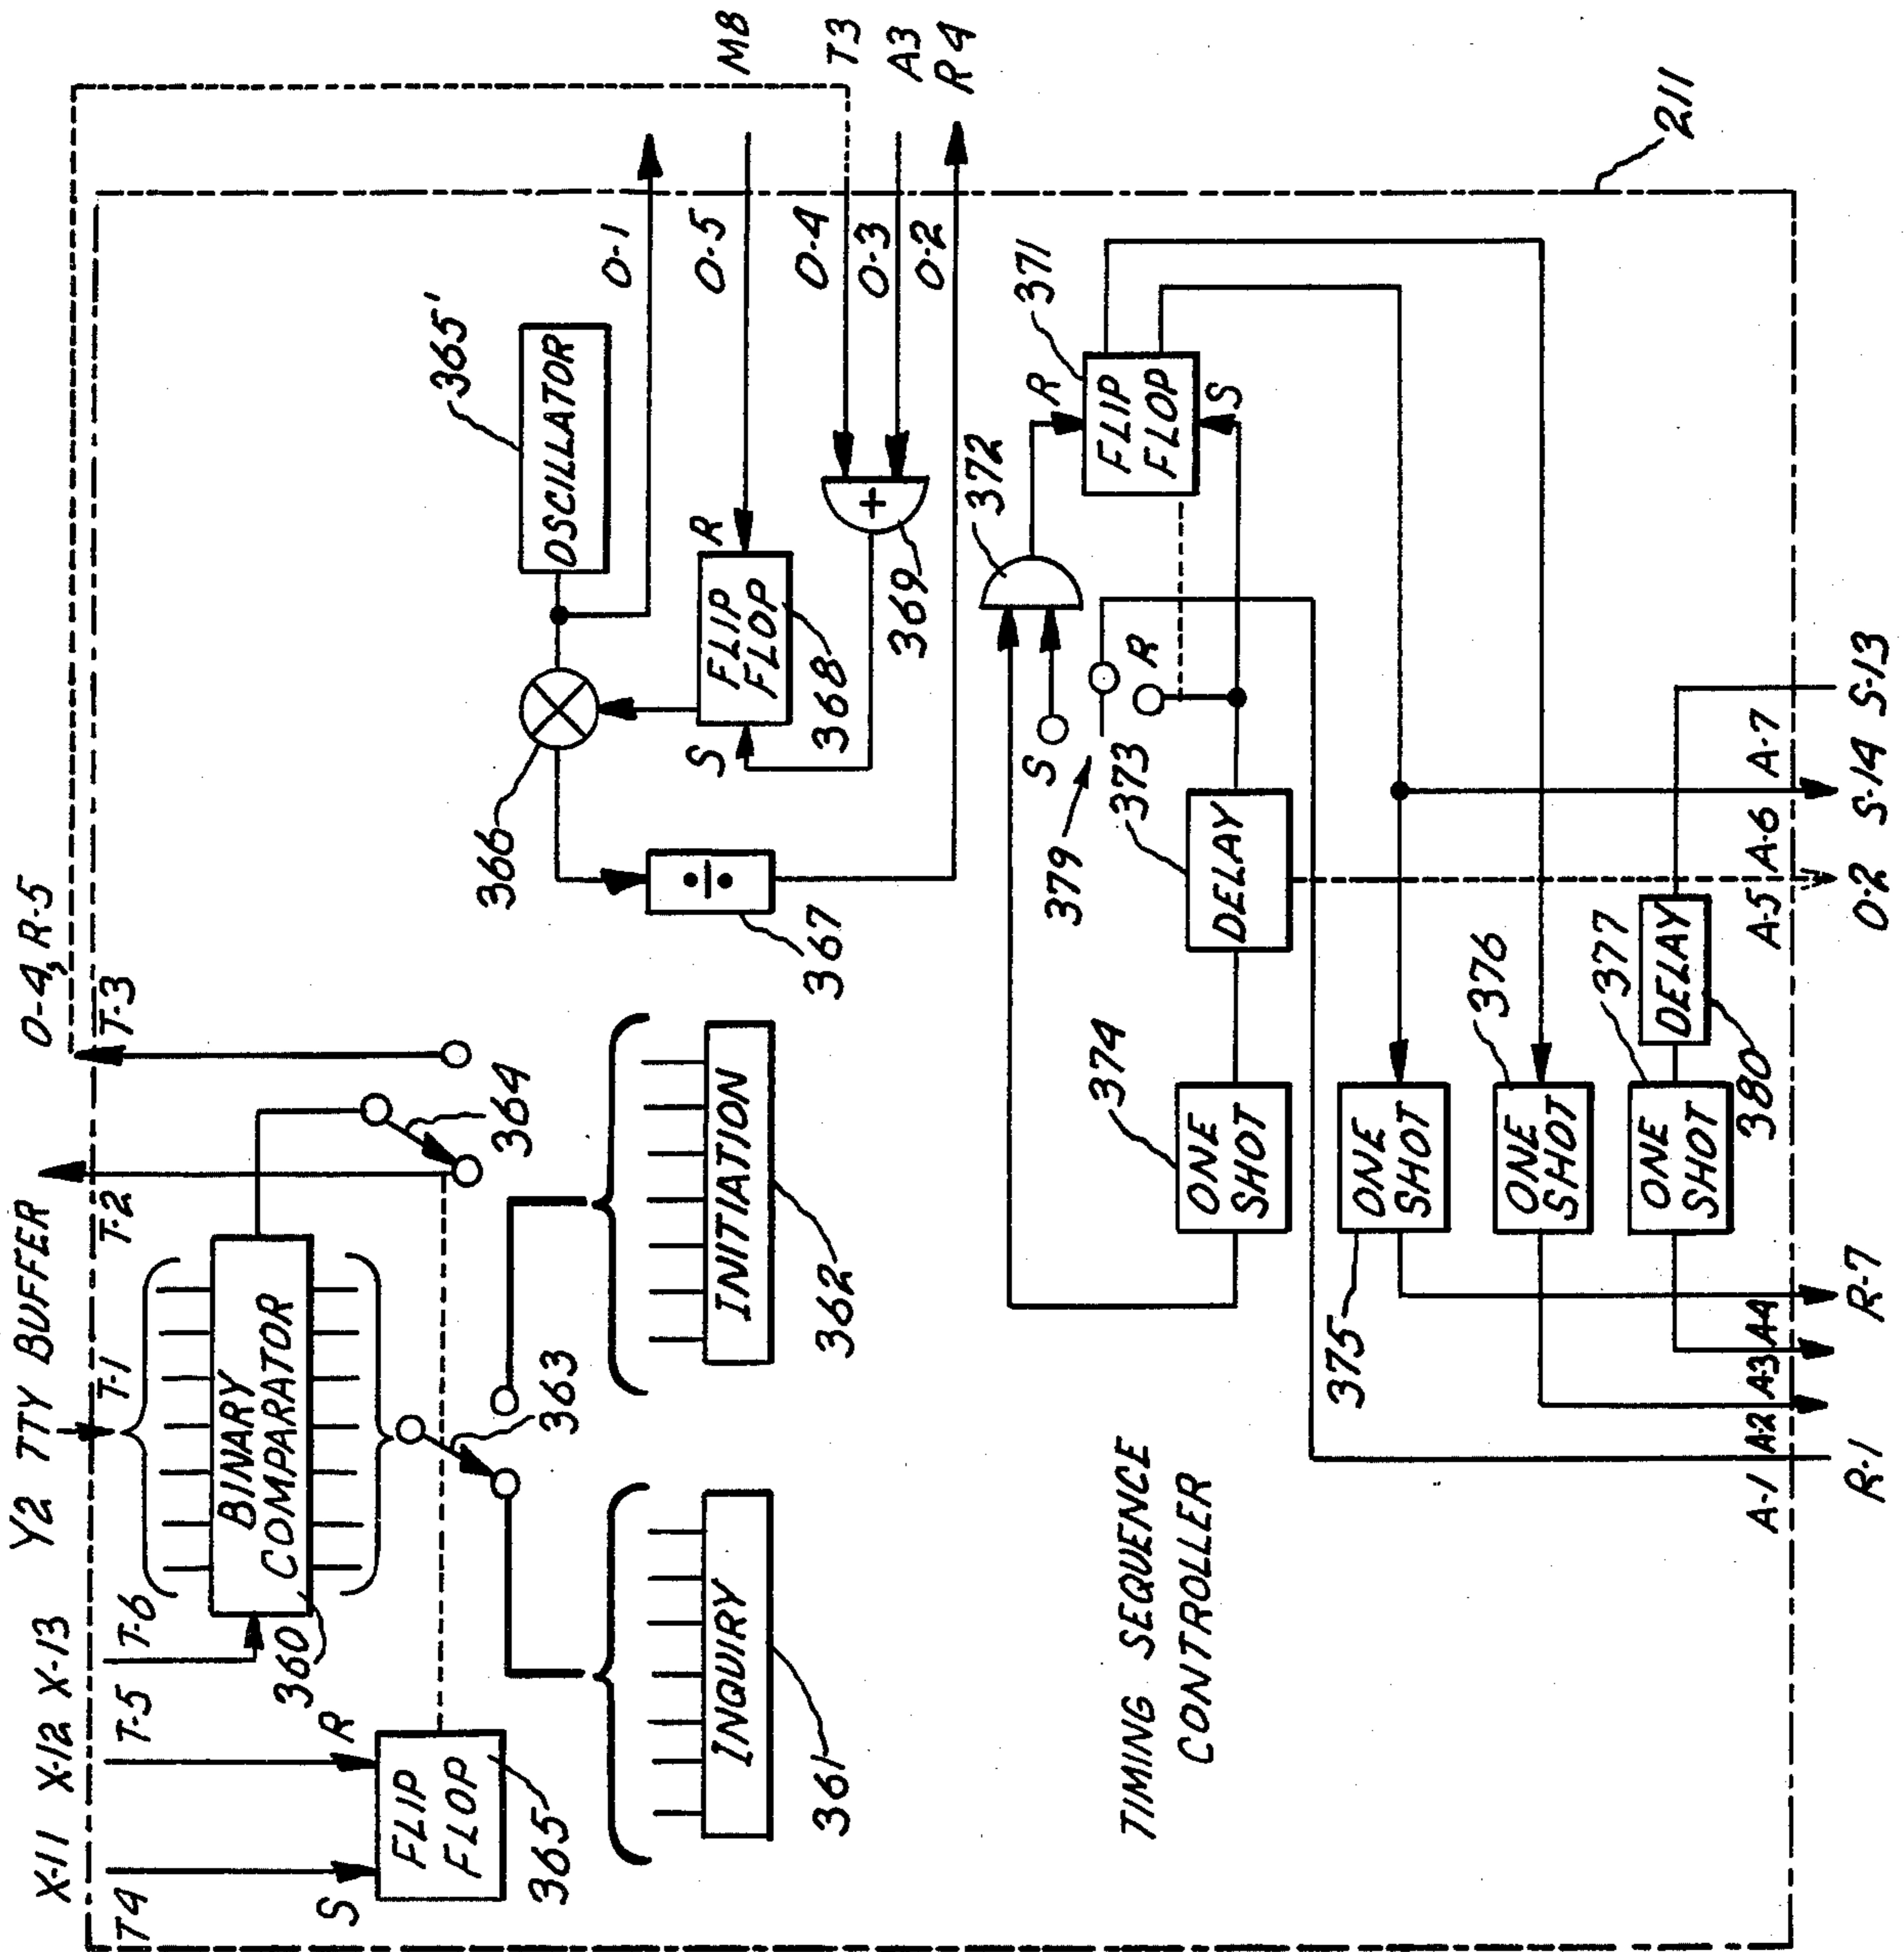 X-11 X-12 X-13 Y2 TTY BUFFER O-4, R-5
T4 T-5 T-6 T-1 T-2 T-3
S R
FLIP
FLOP
365
360
BINARY
COMPARATOR
364
363
INQUIRY
361
INITIATION
362
OSCILLATOR
365'
366
÷
367
FLIP
FLOP
368
S R
+
369
O-1
O-5 M8
O-4 T3
O-3 A3
O-2 R4
TIMING SEQUENCE
CONTROLLER
372
R
FLIP
FLOP
371
S
S
R
379
373
DELAY
374
ONE
SHOT
375
ONE
SHOT
376
ONE
SHOT
377
ONE
SHOT
DELAY
380
211
A-1 A2 A-3 A4 A-5 A-6 A-7
R-1 R-7 O-2 S-14 S-13